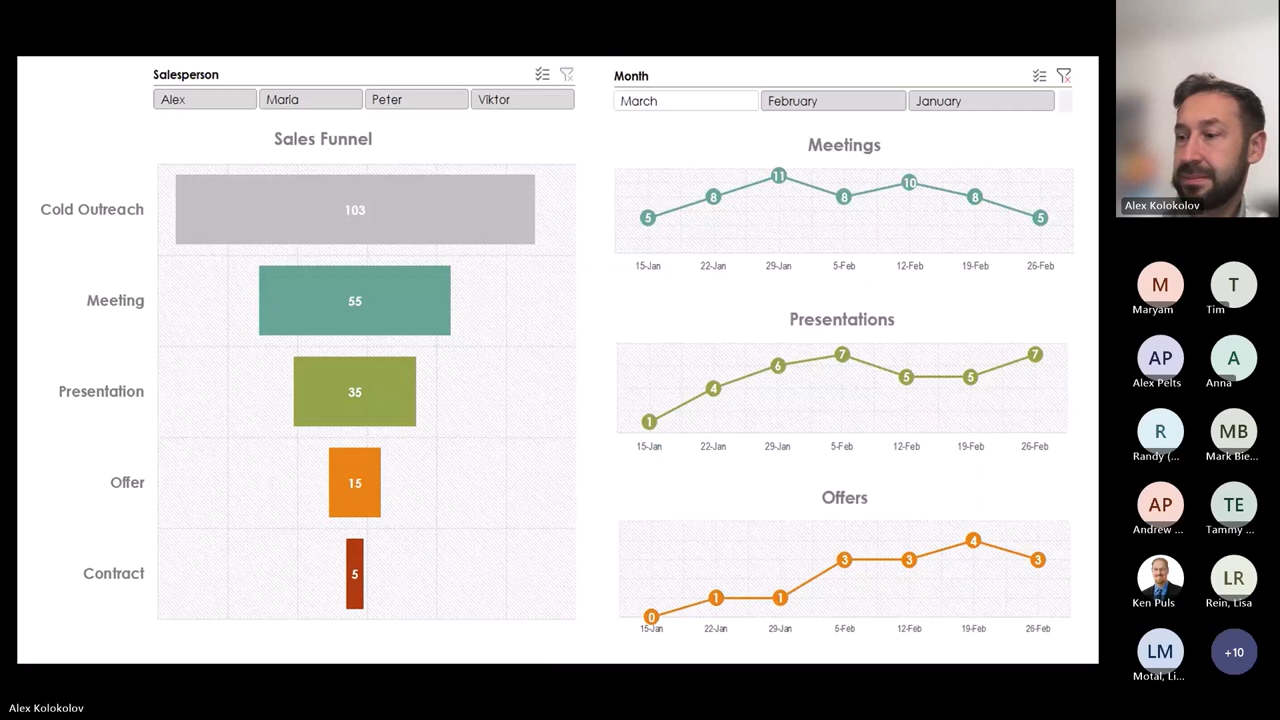 Salesperson
Alex Maria Peter Viktor
Sales Funnel
Cold Outreach 103
Meeting 55
Presentation 35
Offer 15
Contract 5
Month
March February January
Meetings
5 8 11 8 10 8 5
15-Jan 22-Jan 29-Jan 5-Feb 12-Feb 19-Feb 26-Feb
Presentations
1 4 6 7 5 5 7
15-Jan 22-Jan 29-Jan 5-Feb 12-Feb 19-Feb 26-Feb
Offers
0 1 1 3 3 4 3
15-Jan 22-Jan 29-Jan 5-Feb 12-Feb 19-Feb 26-Feb
Alex Kolokolov
M T
Maryam Tim
AP A
Alex Pelts Anna
R MB
Randy (... Mark Bie...
AP TE
Andrew ... Tammy ...
LR
Ken Puls Rein, Lisa
LM +10
Motal, Li...
Alex Kolokolov